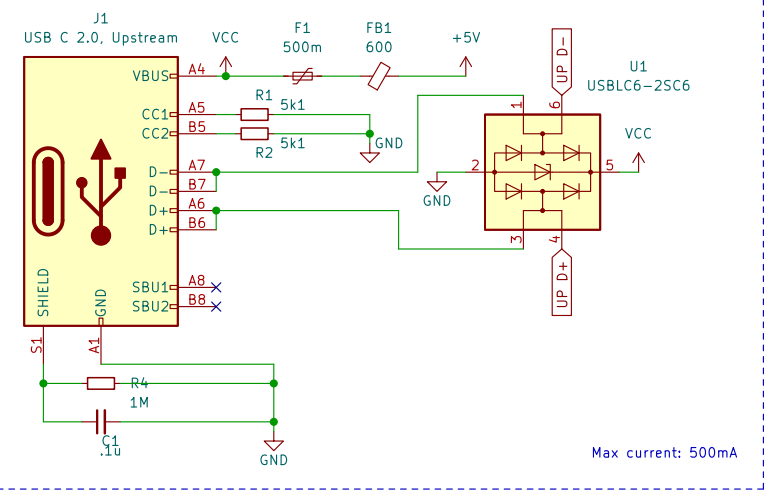 J1
USB C 2.0, Upstream
VCC
F1
500m
FB1
600
+5V
UP D-
U1
USBLC6-2SC6
VBUS
A4
CC1
A5
R1
5k1
CC2
B5
R2
5k1
GND
D-
A7
D-
B7
D+
A6
D+
B6
SBU1
A8
SBU2
B8
SHIELD
GND
S1
A1
1
6
2
5
3
4
GND
VCC
UP D+
R4
1M
C1
.1u
GND
Max current: 500mA